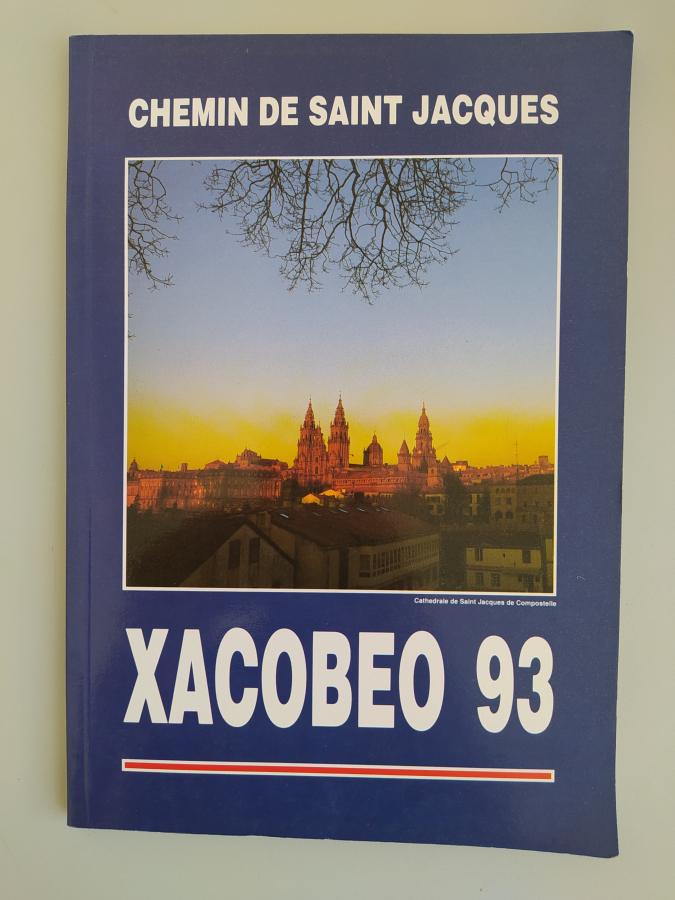 CHEMIN DE SAINT JACQUES
Cathedrale de Saint Jacques de Compostelle
XACOBEO 93